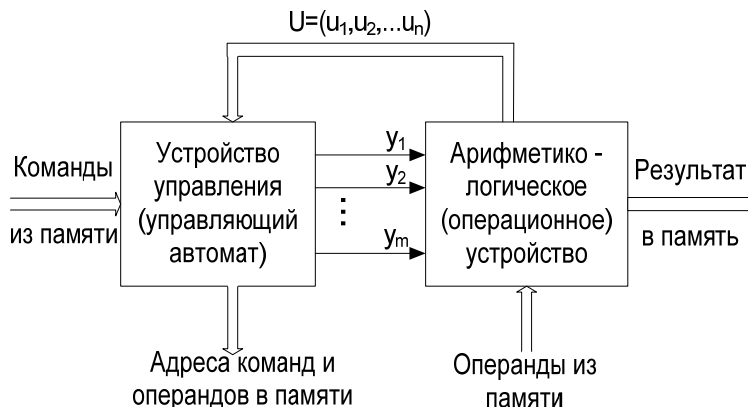 U=(u₁,u₂,...uₙ)
Команды
из памяти
Устройство
управления
(управляющий
автомат)
y₁
y₂
yₘ
Арифметико -
логическое
(операционное)
устройство
Результат
в память
Адреса команд и
операндов в памяти
Операнды из
памяти